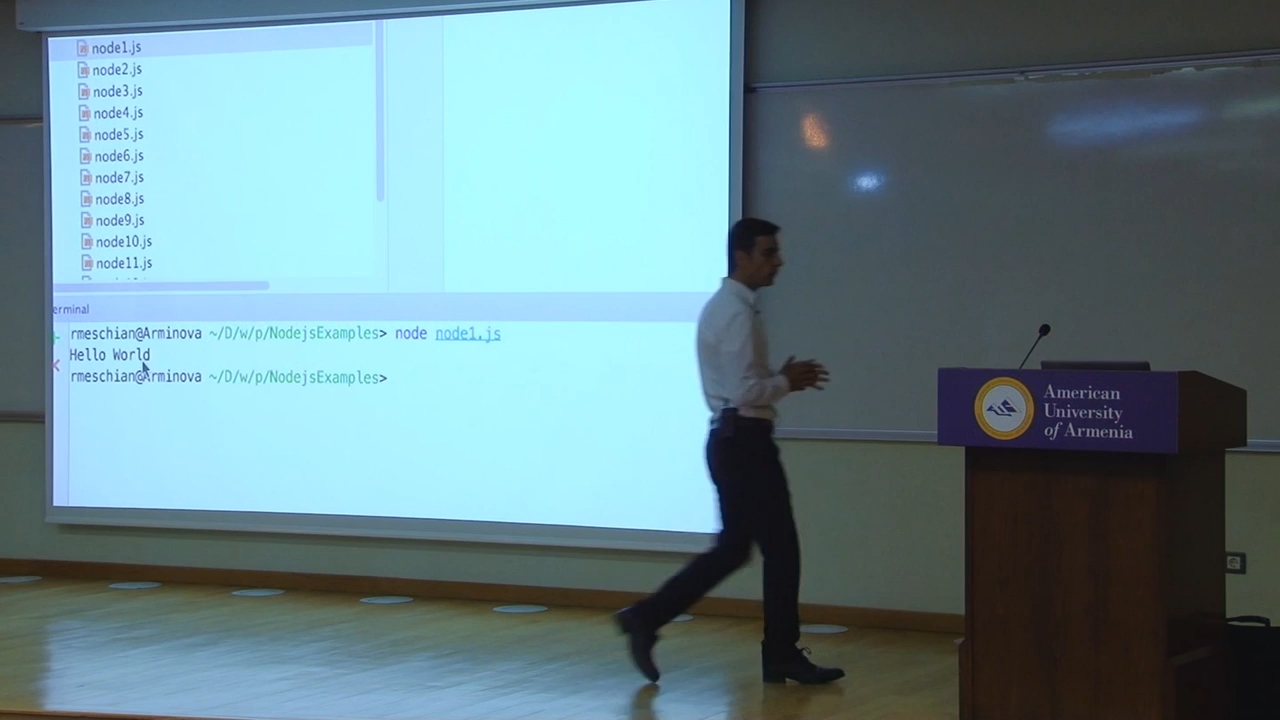 node1.js
node2.js
node3.js
node4.js
node5.js
node6.js
node7.js
node8.js
node9.js
node10.js
node11.js
erminal
rmeschian@Arminova ~/D/w/p/NodejsExamples> node node1.js
Hello World
rmeschian@Arminova ~/D/w/p/NodejsExamples>
American
University
of Armenia